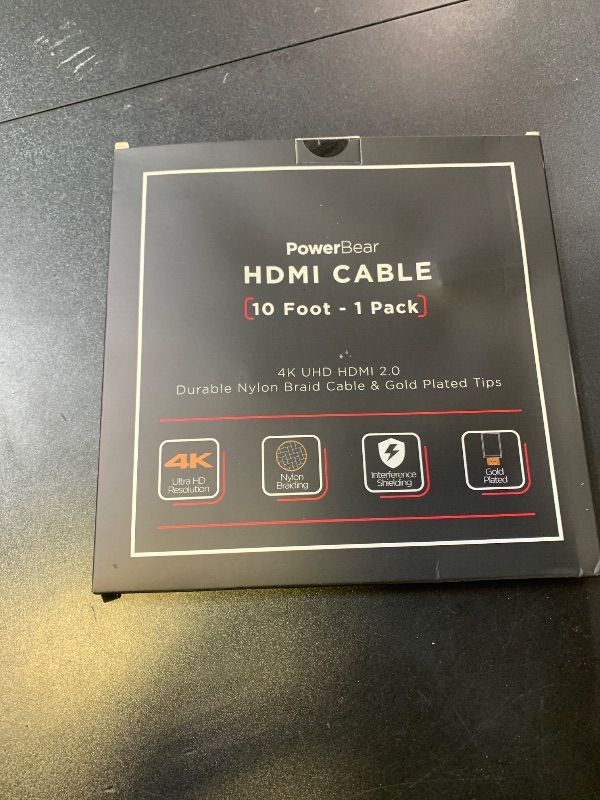 PowerBear
HDMI CABLE
[10 Foot - 1 Pack]
4K UHD HDMI 2.0
Durable Nylon Braid Cable & Gold Plated Tips
4K
Ultra HD
Resolution
Nylon
Braiding
Interference
Shielding
Gold
Plated